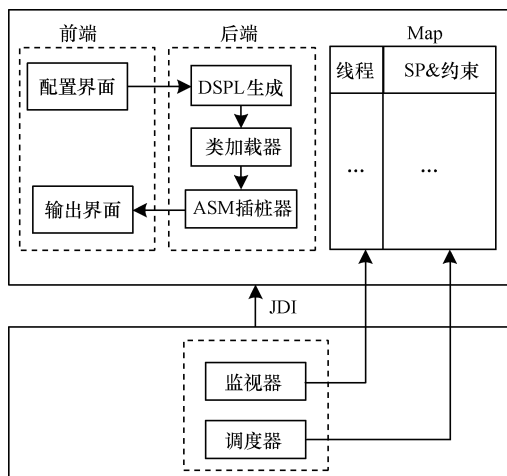 前端
后端
Map
配置界面
DSPL生成
线程
SP&约束
类加载器
...
...
输出界面
ASM插桩器
JDI
监视器
调度器